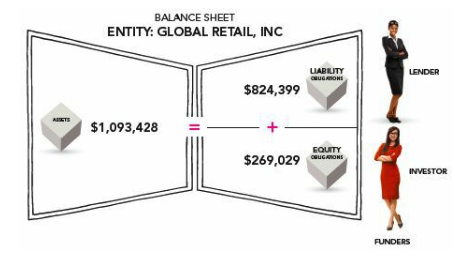 BALANCE SHEET
ENTITY: GLOBAL RETAIL, INC
ASSETS
$1,093,428
=
LIABILITY
OBLIGATIONS
$824,399
+
EQUITY
OBLIGATIONS
$269,029
LENDER
INVESTOR
FUNDERS